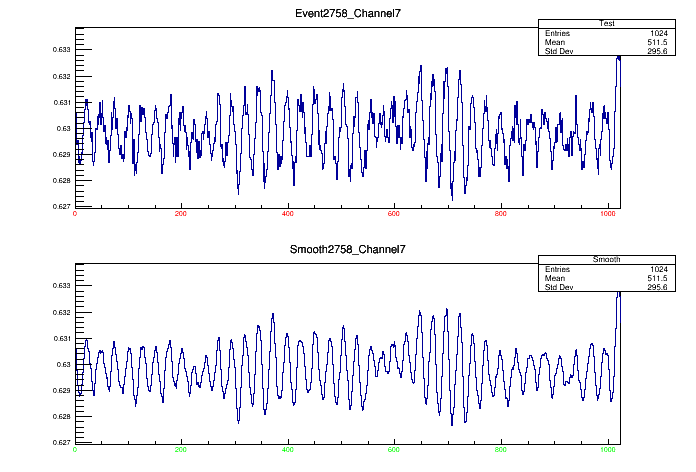 Event2758_Channel7
Test
Entries 1024
Mean 511.5
Std Dev 295.6
0.633
0.632
0.631
0.63
0.629
0.628
0.627
0 200 400 600 800 1000
Smooth2758_Channel7
Smooth
Entries 1024
Mean 511.5
Std Dev 295.6
0.633
0.632
0.631
0.63
0.629
0.628
0.627
0 200 400 600 800 1000